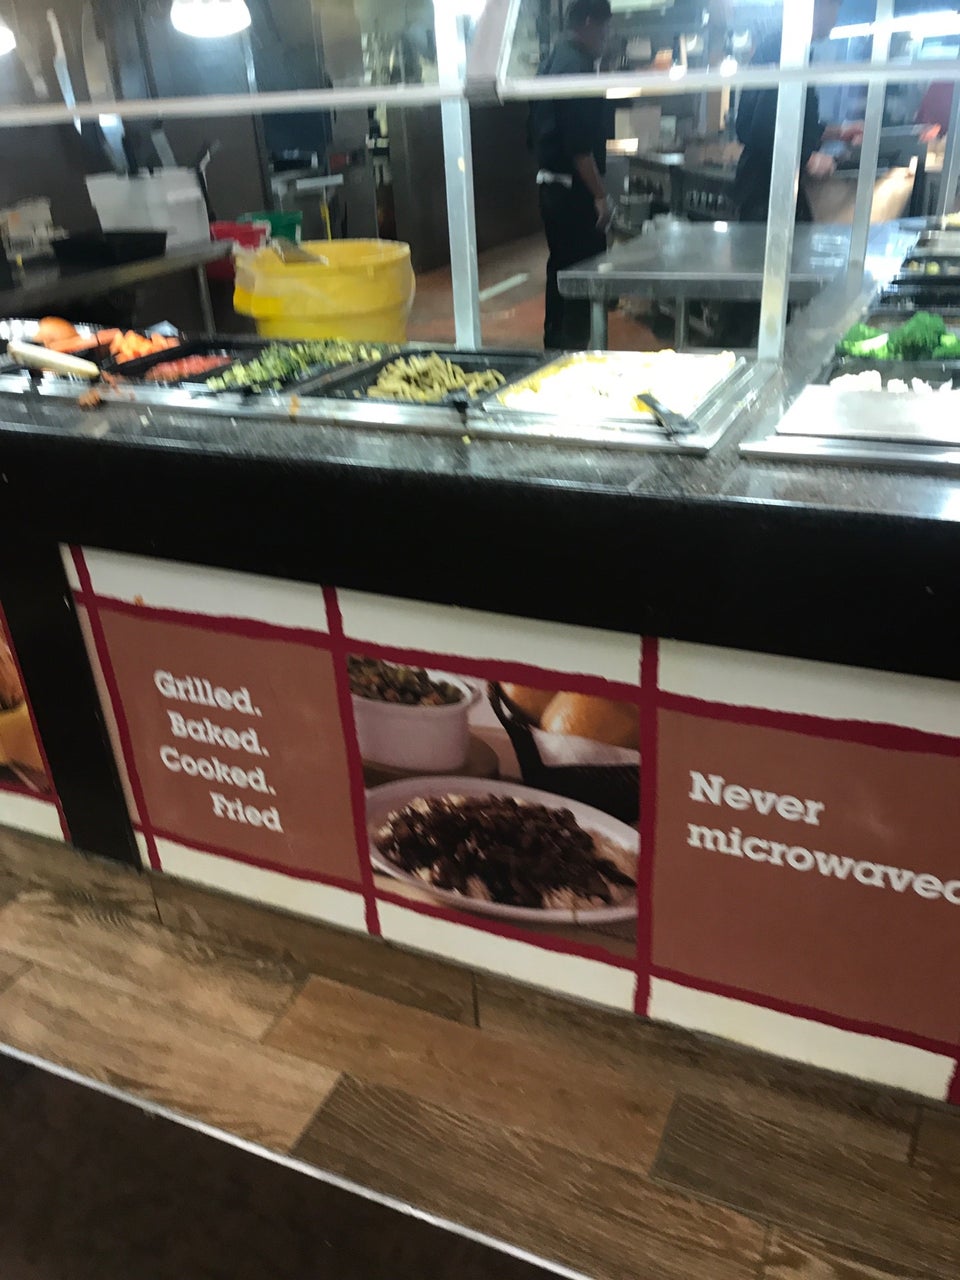 Grilled.
Baked.
Cooked.
Fried
Never
microwaved